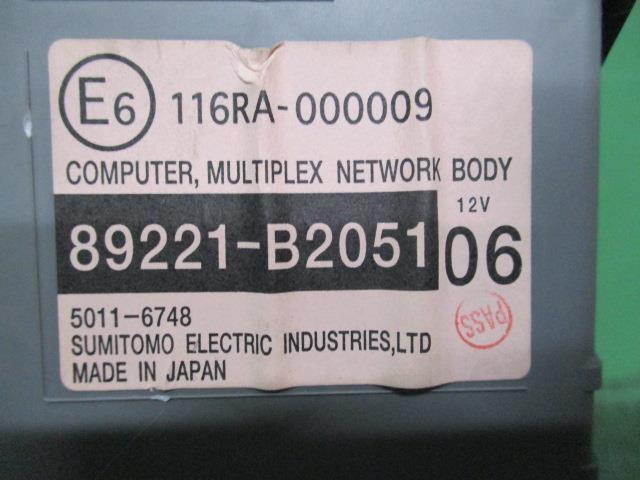 E6 116RA-000009
COMPUTER, MULTIPLEX NETWORK BODY
12V
89221-B2051 06
5011-6748
PASS
SUMITOMO ELECTRIC INDUSTRIES,LTD
MADE IN JAPAN